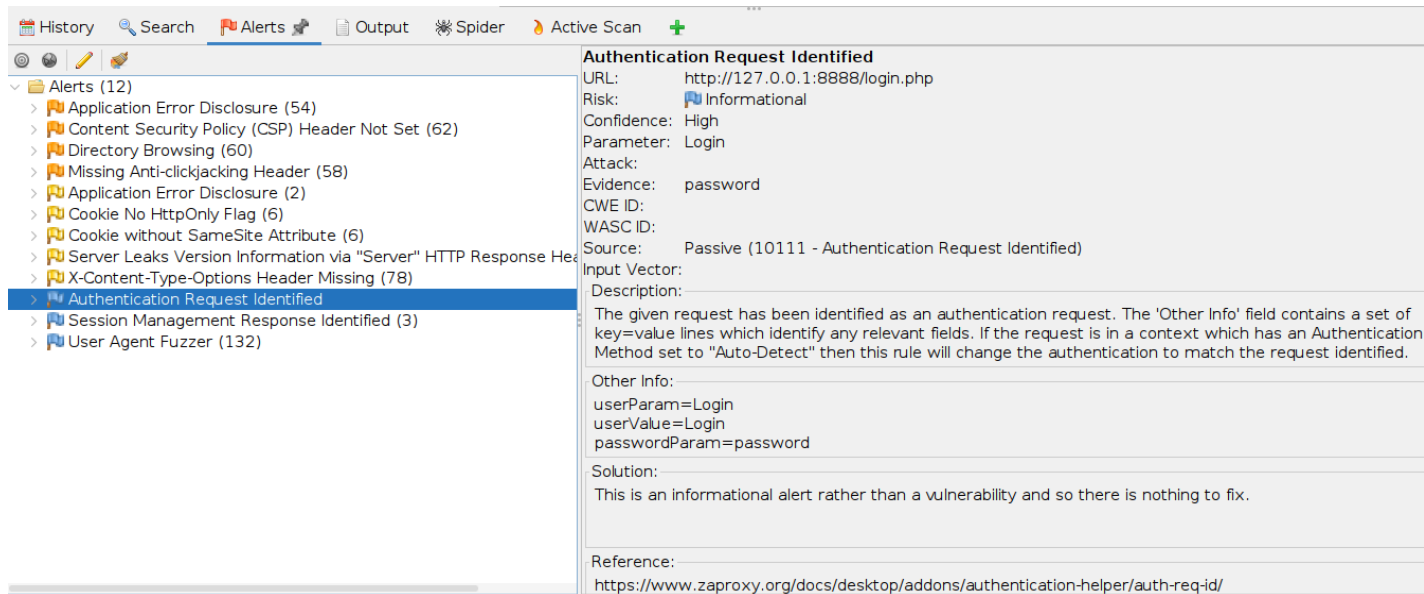 History Search Alerts Output Spider Active Scan
Alerts (12)
Application Error Disclosure (54)
Content Security Policy (CSP) Header Not Set (62)
Directory Browsing (60)
Missing Anti-clickjacking Header (58)
Application Error Disclosure (2)
Cookie No HttpOnly Flag (6)
Cookie without SameSite Attribute (6)
Server Leaks Version Information via "Server" HTTP Response Hea
X-Content-Type-Options Header Missing (78)
Authentication Request Identified
Session Management Response Identified (3)
User Agent Fuzzer (132)
Authentication Request Identified
URL: http://127.0.0.1:8888/login.php
Risk: Informational
Confidence: High
Parameter: Login
Attack:
Evidence: password
CWE ID:
WASC ID:
Source: Passive (10111 - Authentication Request Identified)
Input Vector:
Description:
The given request has been identified as an authentication request. The 'Other Info' field contains a set of
key=value lines which identify any relevant fields. If the request is in a context which has an Authentication
Method set to "Auto-Detect" then this rule will change the authentication to match the request identified.
Other Info:
userParam=Login
userValue=Login
passwordParam=password
Solution:
This is an informational alert rather than a vulnerability and so there is nothing to fix.
Reference:
https://www.zaproxy.org/docs/desktop/addons/authentication-helper/auth-req-id/